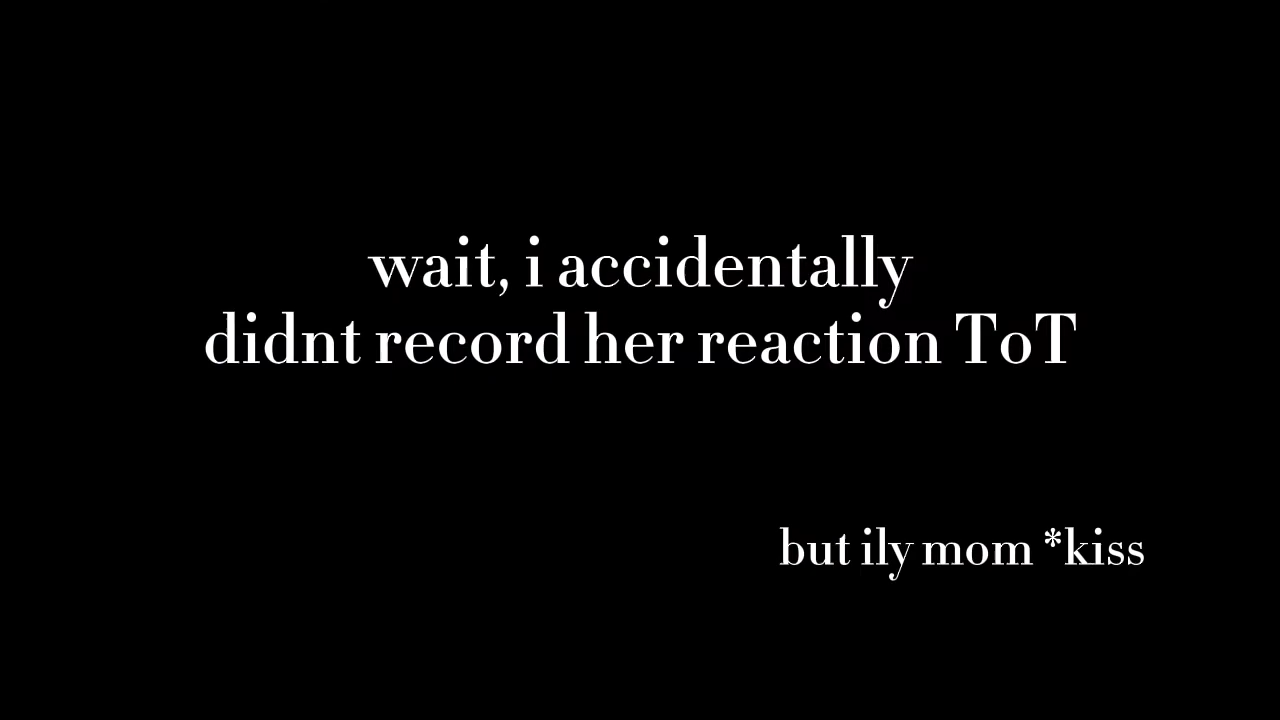 wait, i accidentally
didnt record her reaction ToT
but ily mom *kiss